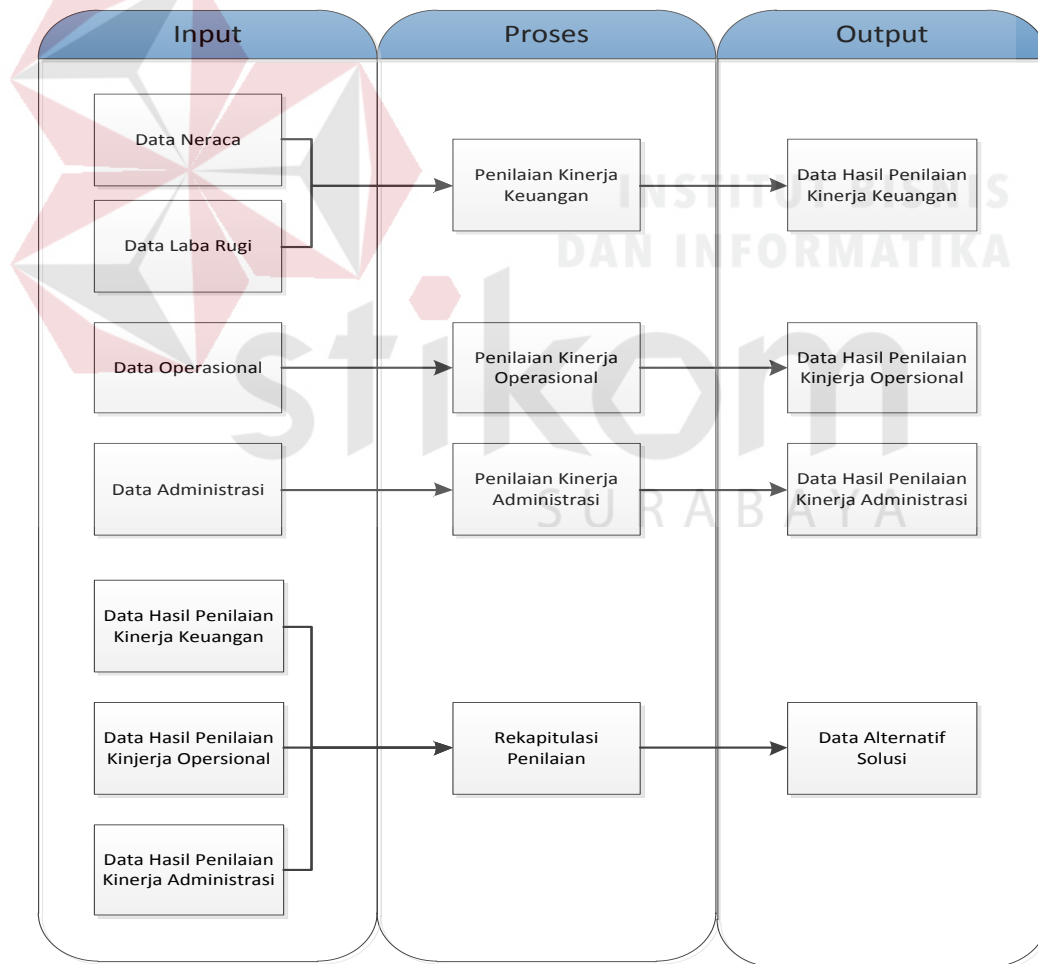 Input
Proses
Output
Data Neraca
Data Laba Rugi
Penilaian Kinerja
Keuangan
Data Hasil Penilaian
Kinerja Keuangan
INSTITUT BISNIS
DAN INFORMATIKA
Data Operasional
Penilaian Kinerja
Operasional
Data Hasil Penilaian
Kinjerja Opersional
stikom
Data Administrasi
Penilaian Kinerja
Administrasi
Data Hasil Penilaian
Kinerja Administrasi
SURABAYA
Data Hasil Penilaian
Kinerja Keuangan
Data Hasil Penilaian
Kinjerja Opersional
Data Hasil Penilaian
Kinerja Administrasi
Rekapitulasi
Penilaian
Data Alternatif
Solusi